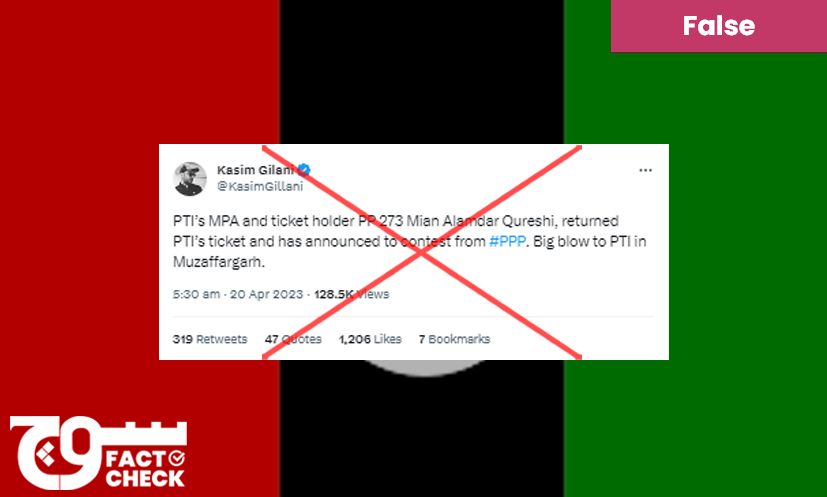 False
Kasim Gilani
@KasimGillani
PTI's MPA and ticket holder PP 273 Mian Alamdar Qureshi, returned
PTI's ticket and has announced to contest from #PPP. Big blow to PTI in
Muzaffargarh.
5:30 am · 20 Apr 2023 · 128.5K Views
319 Retweets 47 Quotes 1,206 Likes 7 Bookmarks
FACT
CHECK